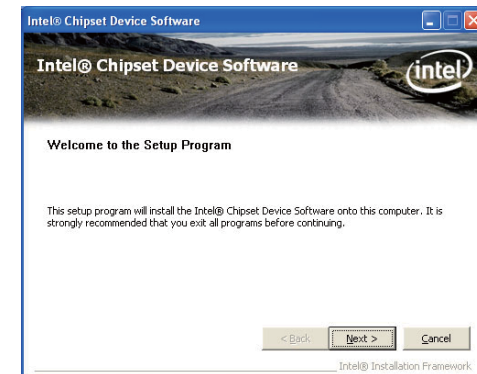 Intel® Chipset Device Software
Intel® Chipset Device Software
intel
Welcome to the Setup Program
This setup program will install the Intel® Chipset Device Software onto this computer. It is
strongly recommended that you exit all programs before continuing.
< Back Next > Cancel
Intel® Installation Framework